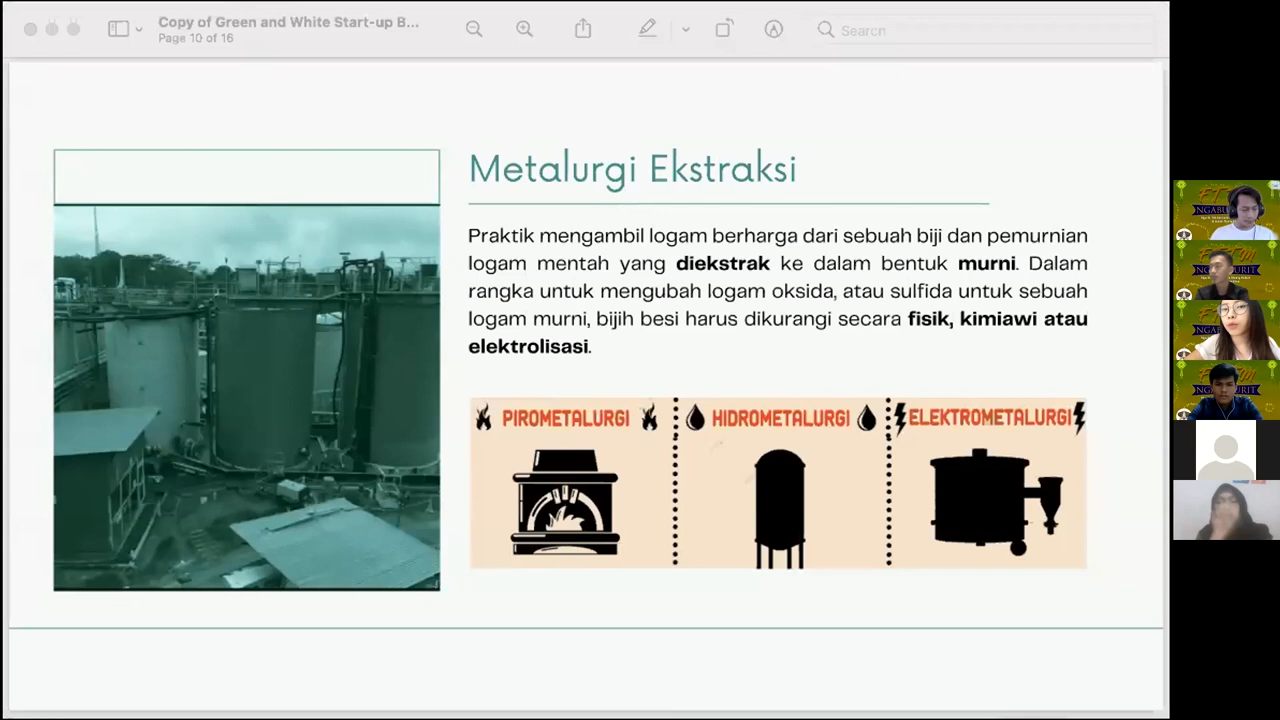 Copy of Green and White Start-up B...
Page 10 of 16
Search
Metalurgi Ekstraksi
Praktik mengambil logam berharga dari sebuah biji dan pemurnian
logam mentah yang diekstrak ke dalam bentuk murni. Dalam
rangka untuk mengubah logam oksida, atau sulfida untuk sebuah
logam murni, bijih besi harus dikurangi secara fisik, kimiawi atau
elektrolisasi.
PIROMETALURGI
HIDROMETALURGI
ELEKTROMETALURGI